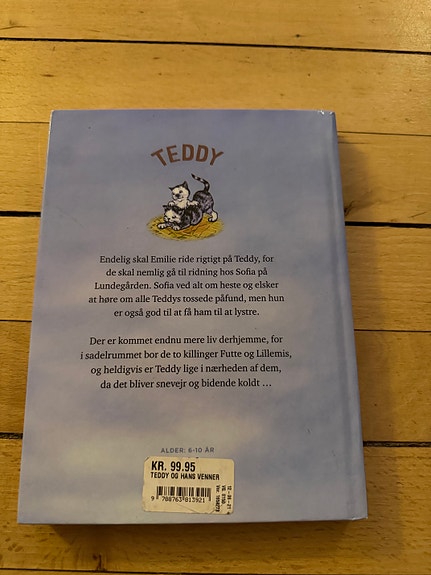 TEDDY
Endelig skal Emilie ride rigtigt på Teddy, for
de skal nemlig gå til ridning hos Sofia på
Lundegården. Sofia ved alt om heste og elsker
at høre om alle Teddys tossede påfund, men hun
er også god til at få ham til at lystre.
Der er kommet endnu mere liv derhjemme, for
i sadelrummet bor de to killinger Futte og Lillemis,
og heldigvis er Teddy lige i nærheden af dem,
da det bliver snevejr og bidende koldt ...
ALDER: 6-10 ÅR
KR. 99.95
TEDDY OG HANS VENNER
9 788763 813921